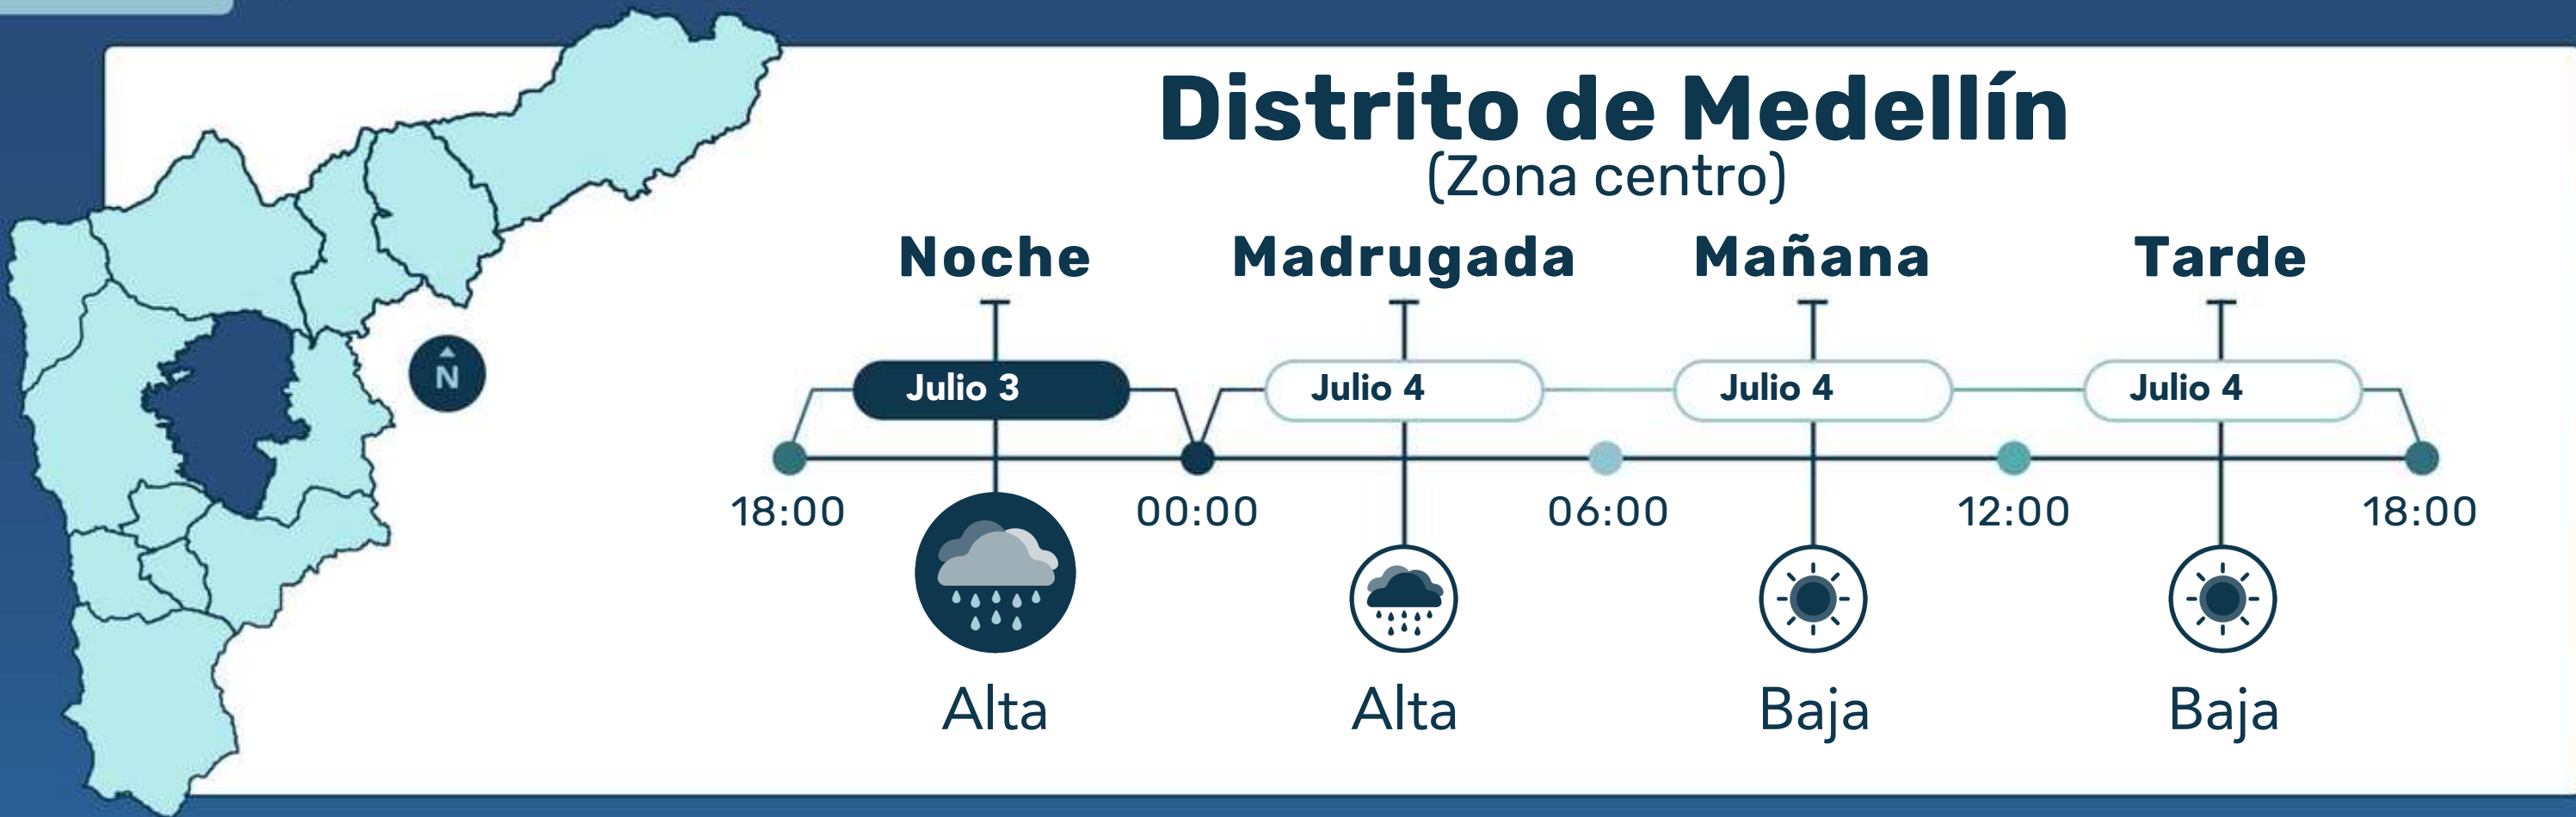 Distrito de Medellín
(Zona centro)
Noche Madrugada Mañana Tarde
Julio 3 Julio 4 Julio 4 Julio 4
N
18:00 00:00 06:00 12:00 18:00
Alta Alta Baja Baja